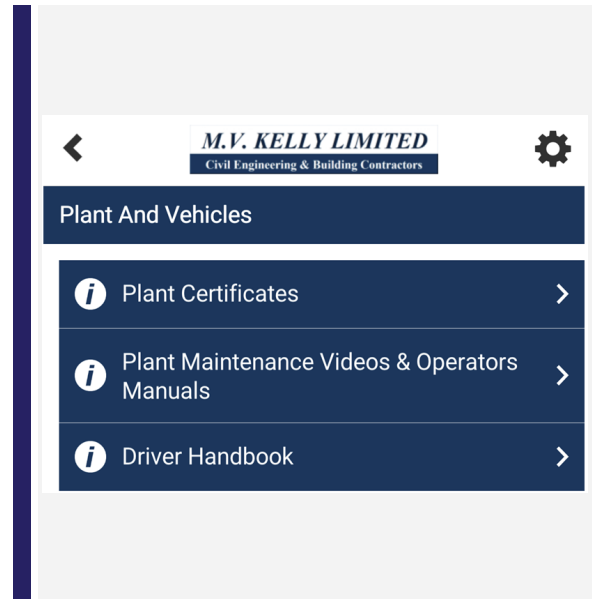 M.V. KELLY LIMITED
Civil Engineering & Building Contractors
Plant And Vehicles
Plant Certificates
Plant Maintenance Videos & Operators
Manuals
Driver Handbook